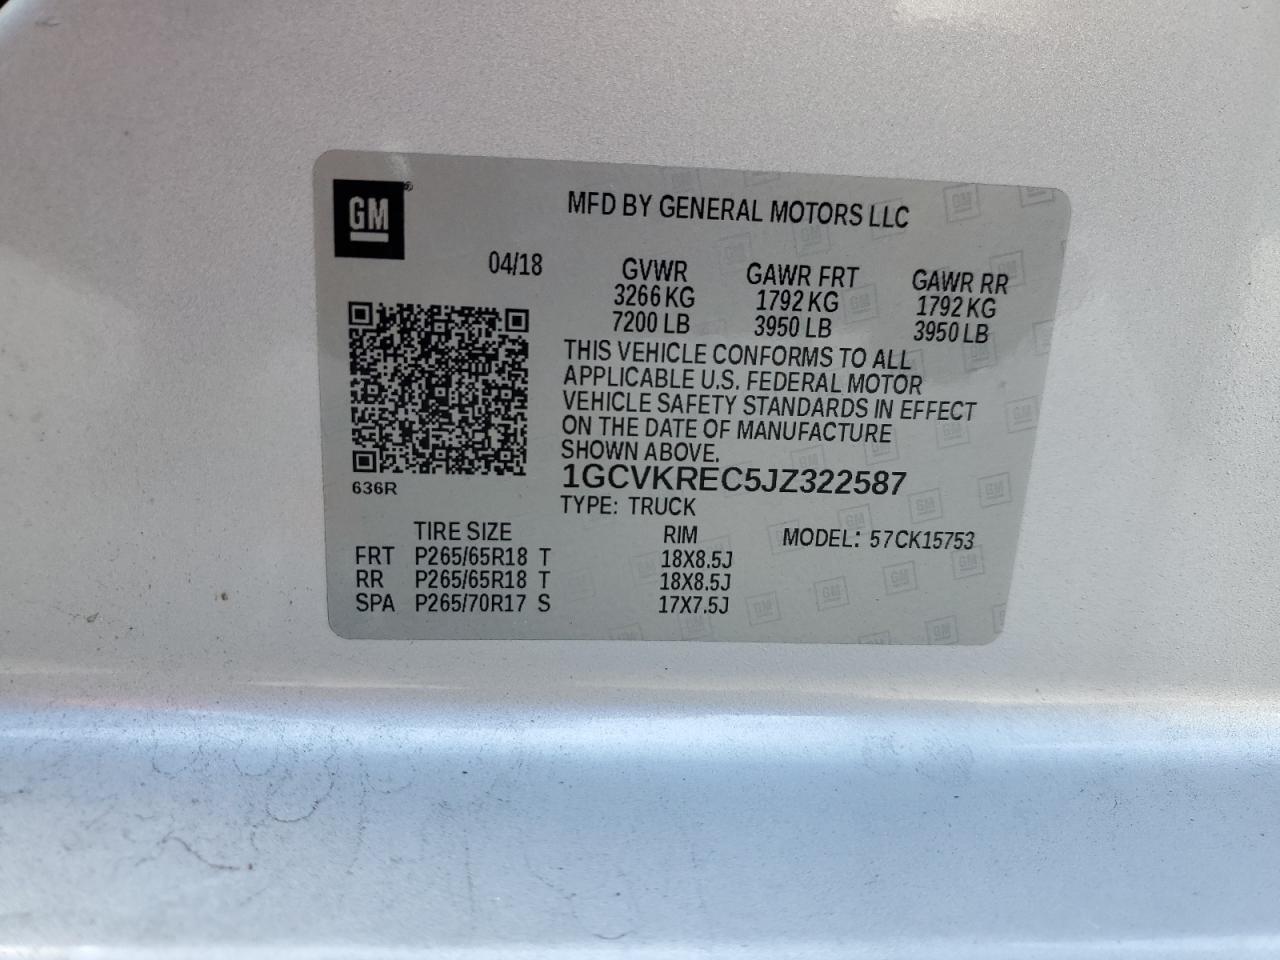 GM ®
MFD BY GENERAL MOTORS LLC
04/18 GVWR GAWR FRT GAWR RR
3266 KG 1792 KG 1792 KG
7200 LB 3950 LB 3950 LB
THIS VEHICLE CONFORMS TO ALL
APPLICABLE U.S. FEDERAL MOTOR
VEHICLE SAFETY STANDARDS IN EFFECT
ON THE DATE OF MANUFACTURE
SHOWN ABOVE.
636R
1GCVKREC5JZ322587
TYPE: TRUCK
TIRE SIZE RIM MODEL: 57CK15753
FRT P265/65R18 T 18X8.5J
RR P265/65R18 T 18X8.5J
SPA P265/70R17 S 17X7.5J